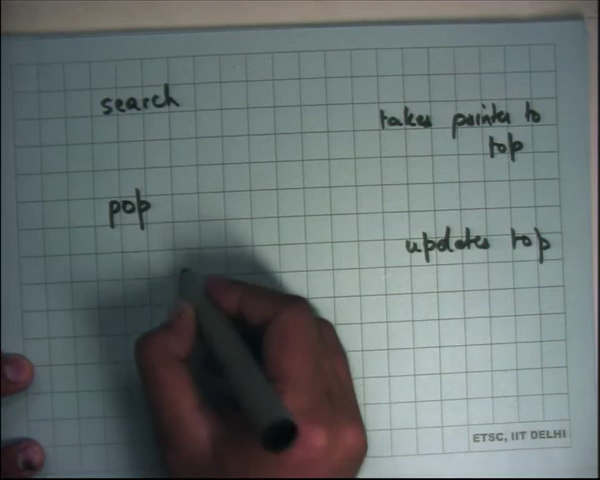 search
takes pointer to
top
pop
updates top
ETSC, IIT DELHI